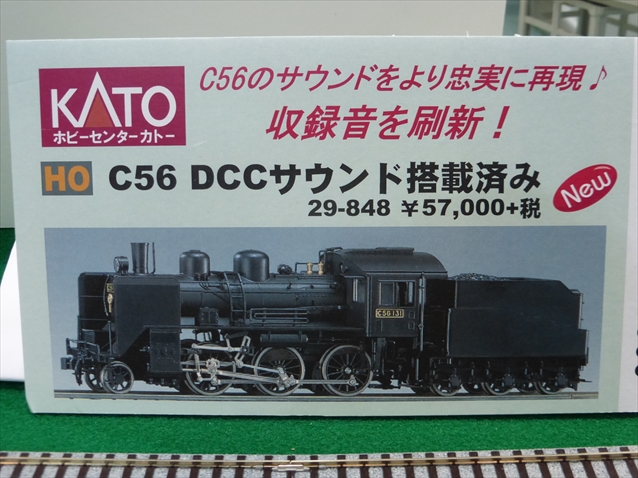 KATO
ホビーセンターカトー
C56のサウンドをより忠実に再現♪
収録音を刷新！
HO C56 DCCサウンド搭載済み
New
29-848 ¥57,000+税
C56131